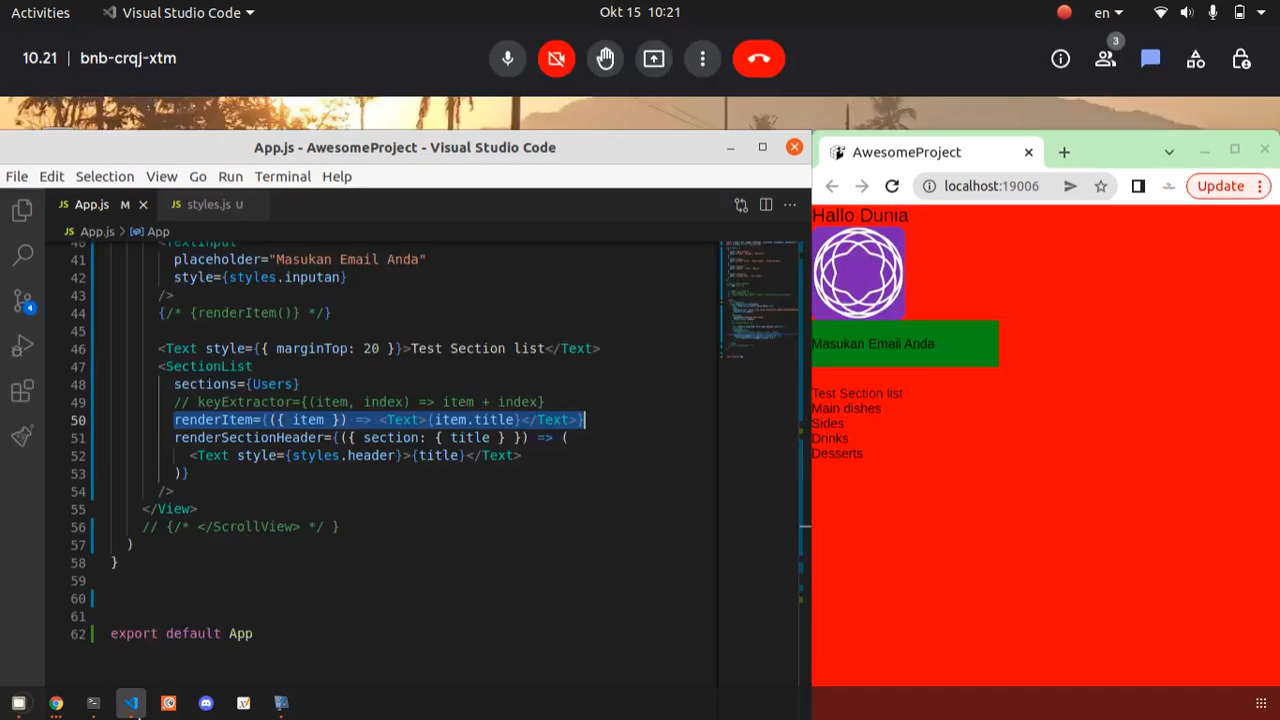 Activities Visual Studio Code Okt 15 10:21 en
10.21 | bnb-crqj-xtm 3
App.js - AwesomeProject - Visual Studio Code
File Edit Selection View Go Run Terminal Help
JS App.js M JS styles.js U
JS App.js > App
40 <TextInput
41 placeholder="Masukan Email Anda"
42 style={styles.inputan}
43 />
44 {/* {renderItem()} */}
45
46 <Text style={{ marginTop: 20 }}>Test Section list</Text>
47 <SectionList
48 sections={Users}
49 // keyExtractor={(item, index) => item + index}
50 renderItem={({ item }) => <Text>{item.title}</Text>}
51 renderSectionHeader={({ section: { title } }) => (
52 <Text style={styles.header}>{title}</Text>
53 )}
54 />
55 </View>
56 // {/* </ScrollView> */ }
57 )
58 }
59
60
61
62 export default App
4
AwesomeProject
localhost:19006 Update
Hallo Dunia
Masukan Email Anda
Test Section list
Main dishes
Sides
Drinks
Desserts